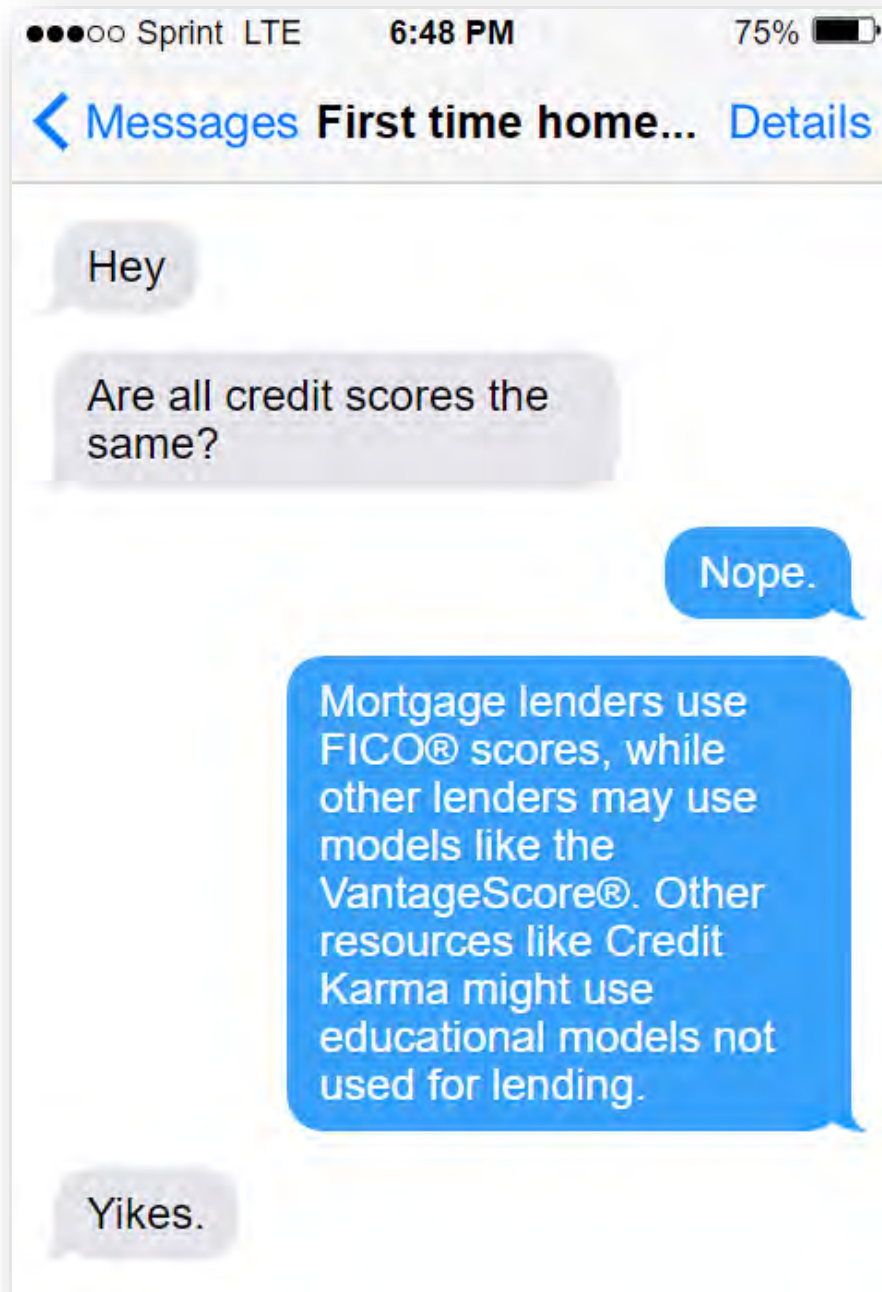 Sprint LTE 6:48 PM 75%
Messages First time home... Details
Hey
Are all credit scores the
same?
Nope.
Mortgage lenders use
FICO® scores, while
other lenders may use
models like the
VantageScore®. Other
resources like Credit
Karma might use
educational models not
used for lending.
Yikes.